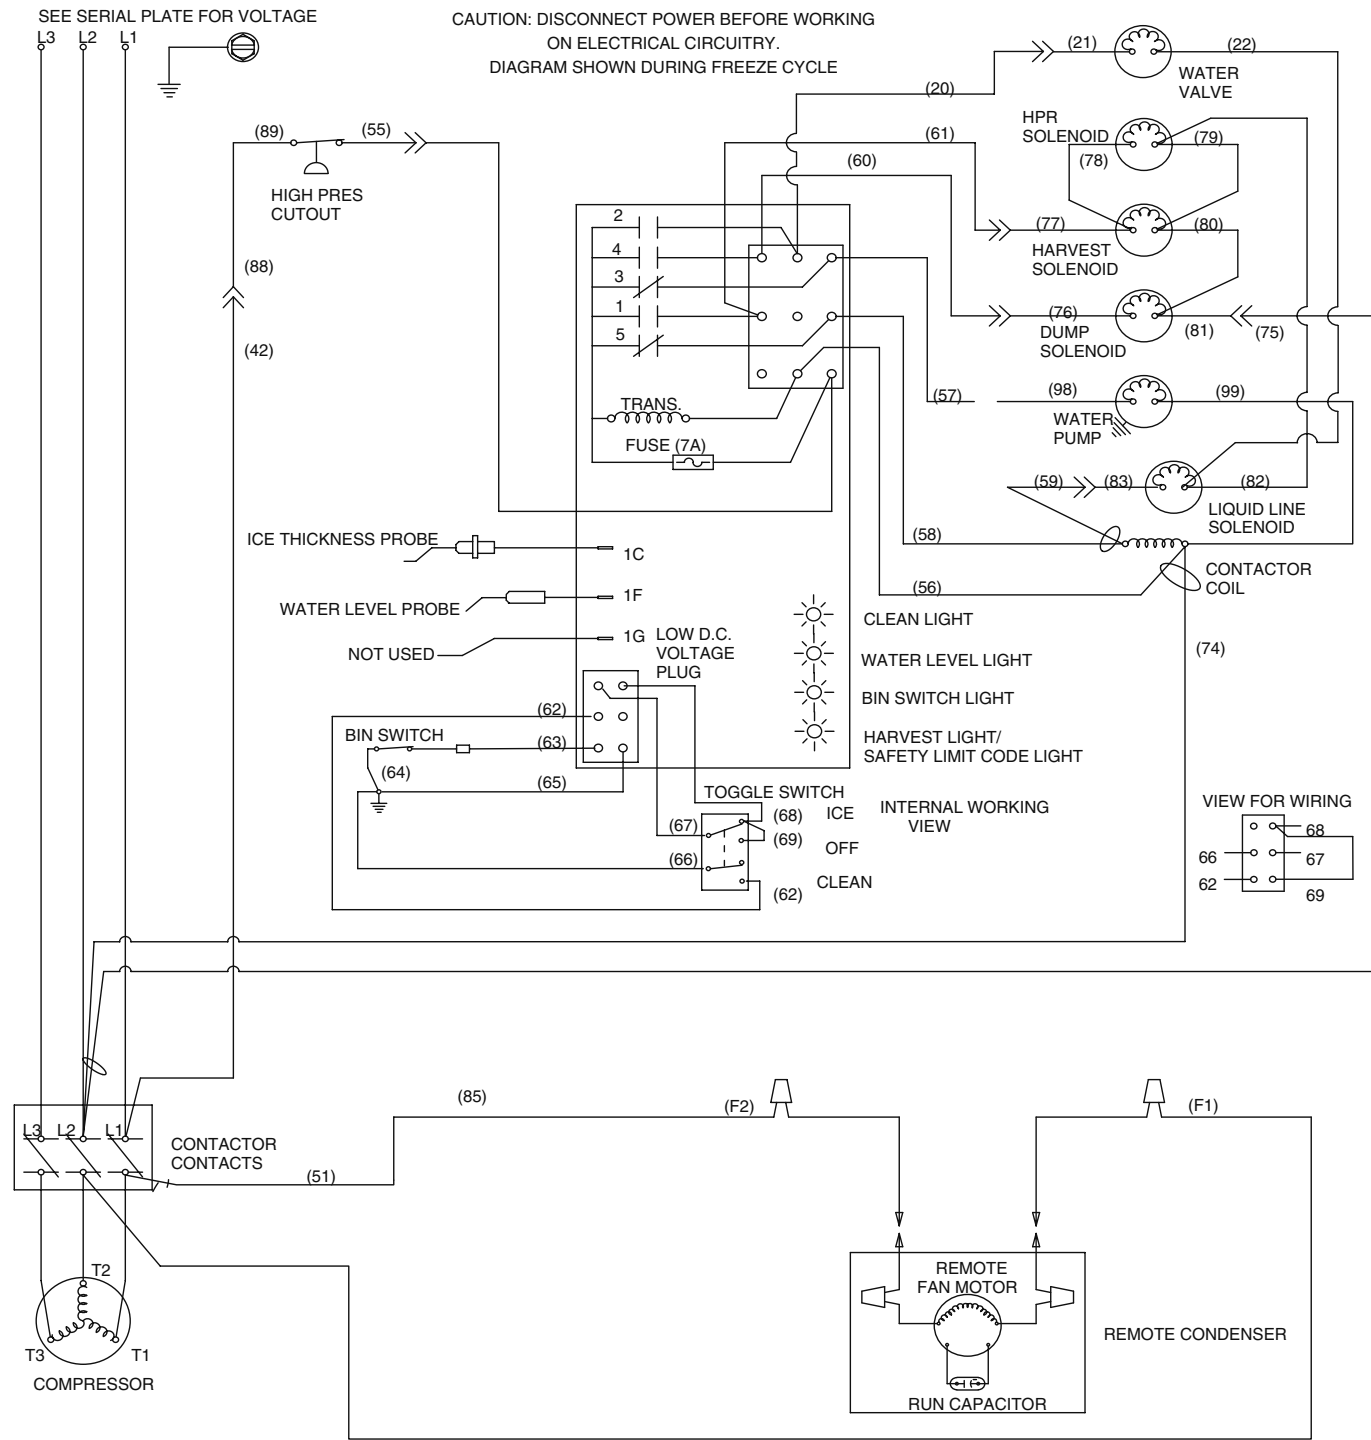 SEE SERIAL PLATE FOR VOLTAGE
L3 L2 L1
CAUTION: DISCONNECT POWER BEFORE WORKING
ON ELECTRICAL CIRCUITRY.
DIAGRAM SHOWN DURING FREEZE CYCLE
(21) (22)
WATER
VALVE
(20)
HPR
SOLENOID
(79)
(78)
(89) (55)
(61)
(60)
HIGH PRES
CUTOUT
(77) (80)
HARVEST
SOLENOID
2
4
3
1
5
(88)
(42)
(76)
DUMP
SOLENOID
(81) (75)
TRANS.
FUSE (7A)
(57)
(98) (99)
WATER
PUMP
(59) (83) (82)
LIQUID LINE
SOLENOID
(58)
CONTACTOR
COIL
(56)
(74)
ICE THICKNESS PROBE
1C
WATER LEVEL PROBE
1F
NOT USED
1G
LOW D.C.
VOLTAGE
PLUG
CLEAN LIGHT
WATER LEVEL LIGHT
BIN SWITCH LIGHT
HARVEST LIGHT/
SAFETY LIMIT CODE LIGHT
(62)
BIN SWITCH
(63)
(64)
(65)
TOGGLE SWITCH
(68) ICE
(67)
(69) OFF
(66)
CLEAN
(62)
INTERNAL WORKING
VIEW
VIEW FOR WIRING
68
66 67
62 69
L3 L2 L1
CONTACTOR
CONTACTS
(51)
(85)
(F2) (F1)
T2
T3 T1
COMPRESSOR
REMOTE
FAN MOTOR
RUN CAPACITOR
REMOTE CONDENSER